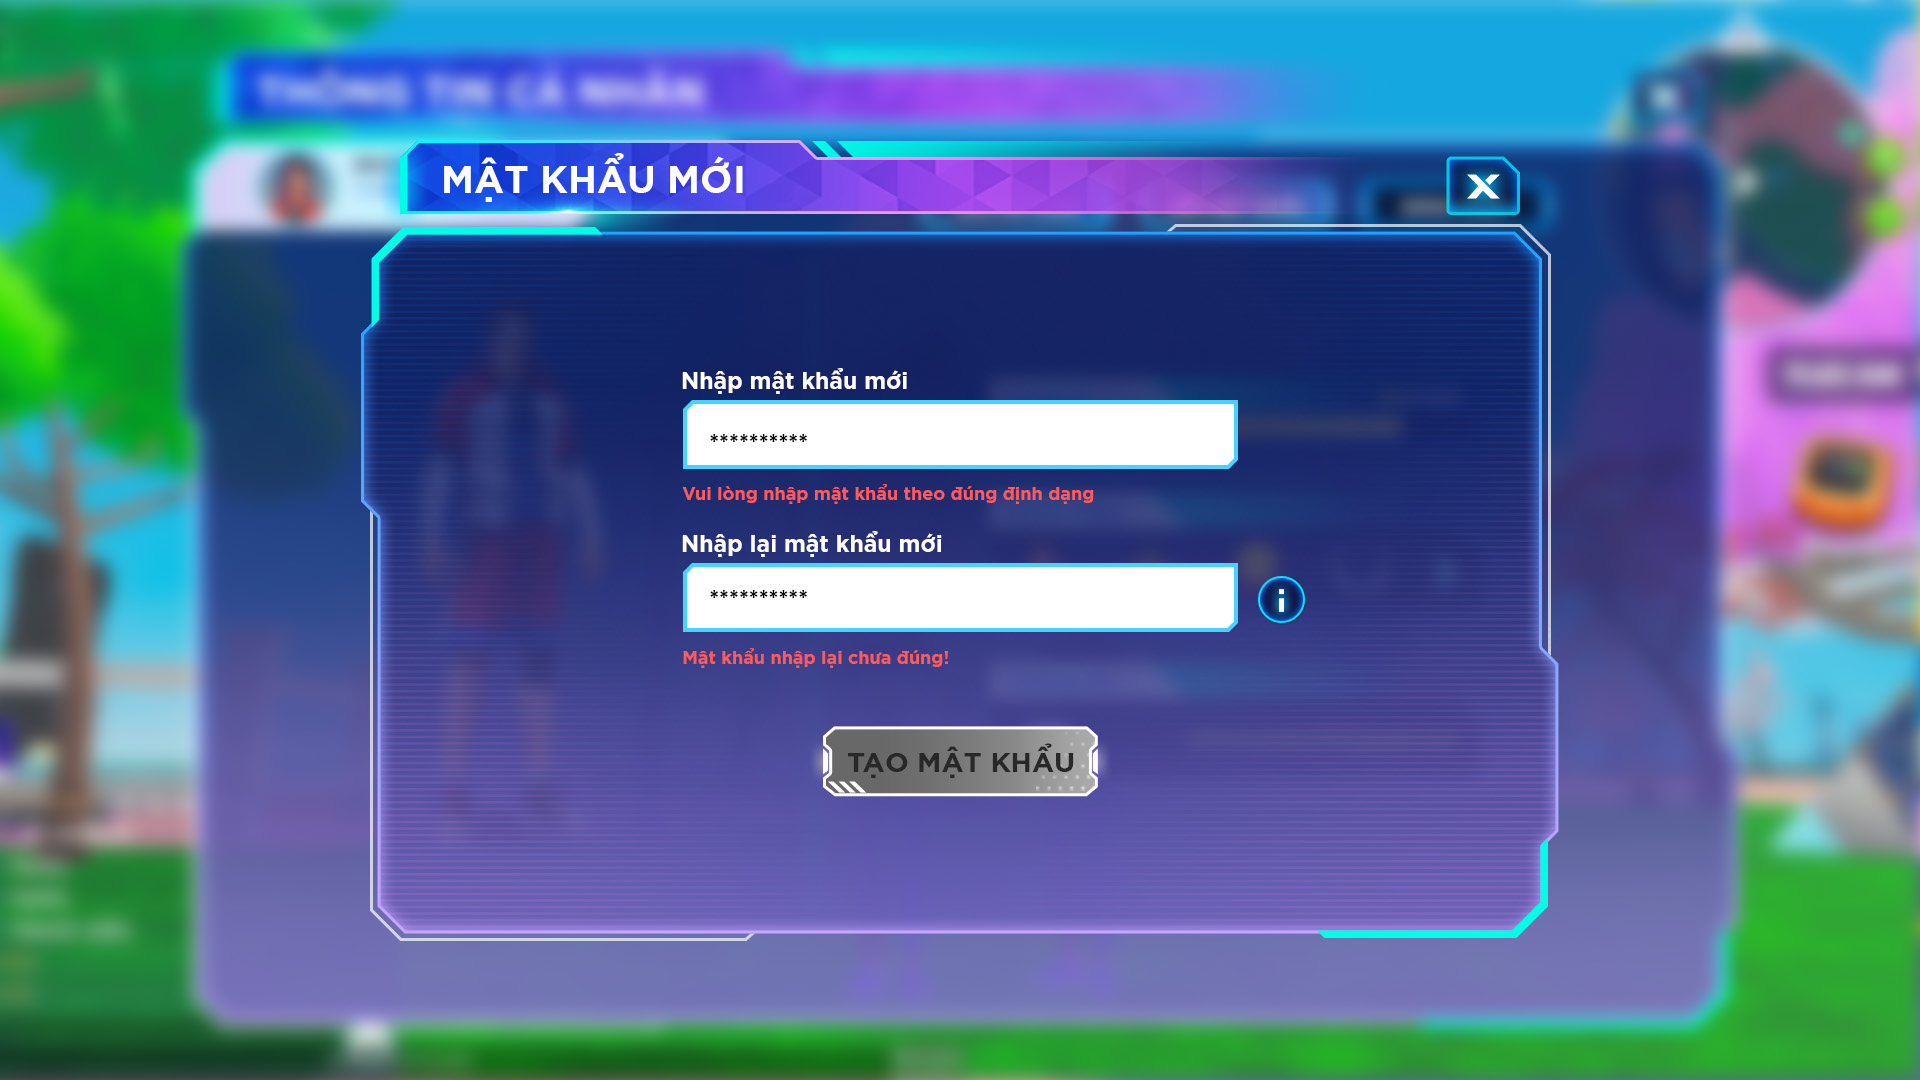 THÔNG TIN CÁ NHÂN
MẬT KHẨU MỚI
X
Nhập mật khẩu mới
**********
Vui lòng nhập mật khẩu theo đúng định dạng
Nhập lại mật khẩu mới
**********
i
Mật khẩu nhập lại chưa đúng!
TẠO MẬT KHẨU